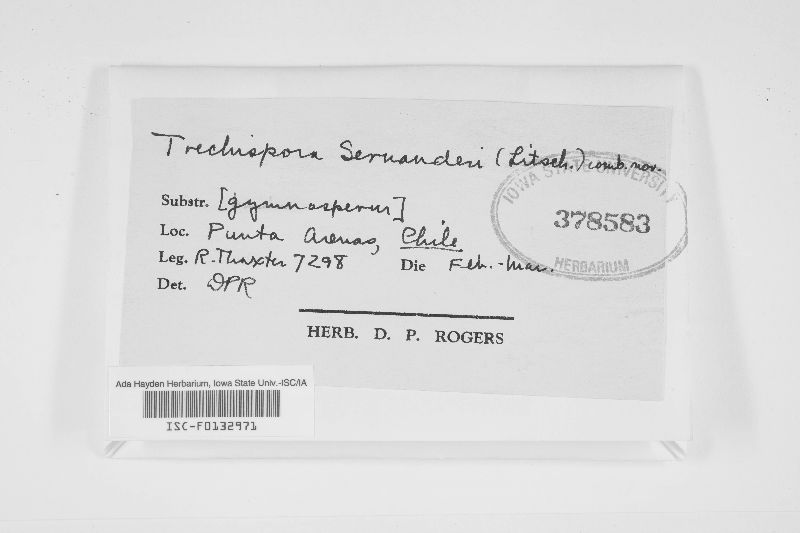 Trechispora Sernanderi (Litsch.) comb. nov.
Substr. [gymnosperm]
Loc. Punta Arenas, Chile
Leg. R. Thaxter 7298 Die Feb.-Mar.
Det. DPR
HERB. D. P. ROGERS
IOWA STATE UNIVERSITY
378583
HERBARIUM
Ada Hayden Herbarium, Iowa State Univ.-ISC/IA
ISC-F0132971